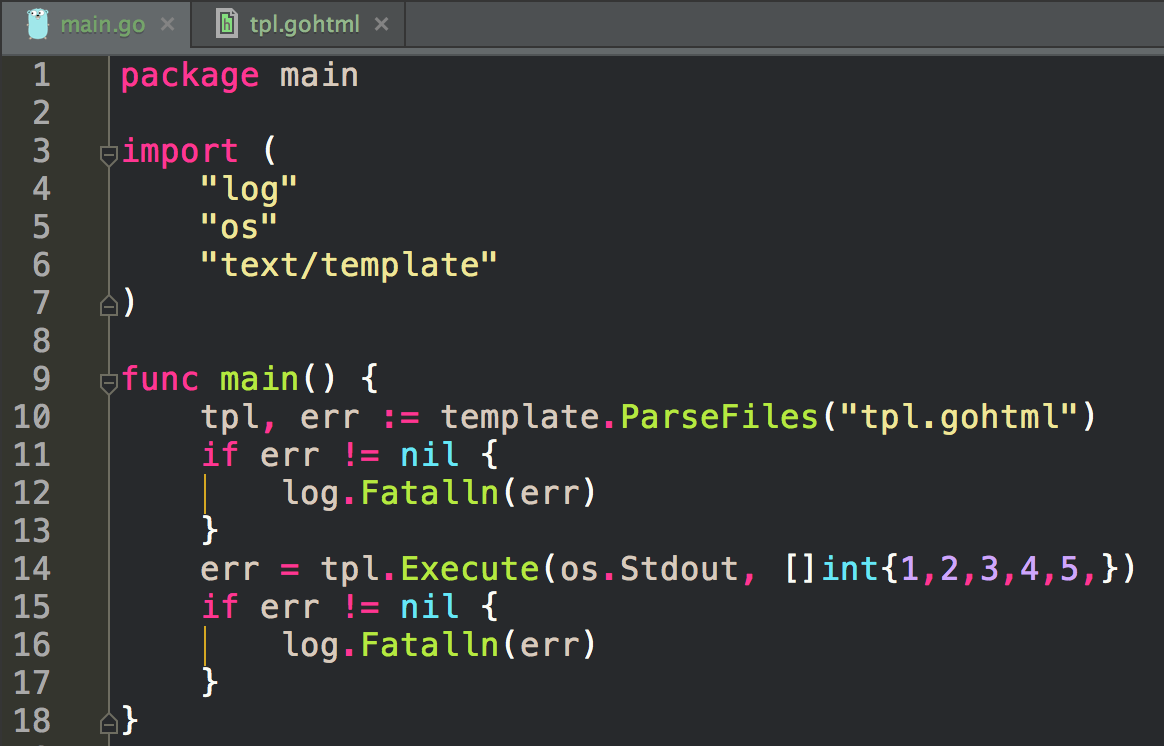 main.go × tpl.gohtml ×
1 package main
2
3 import (
4     "log"
5     "os"
6     "text/template"
7 )
8
9 func main() {
10     tpl, err := template.ParseFiles("tpl.gohtml")
11     if err != nil {
12         log.Fatalln(err)
13     }
14     err = tpl.Execute(os.Stdout, []int{1,2,3,4,5,})
15     if err != nil {
16         log.Fatalln(err)
17     }
18 }